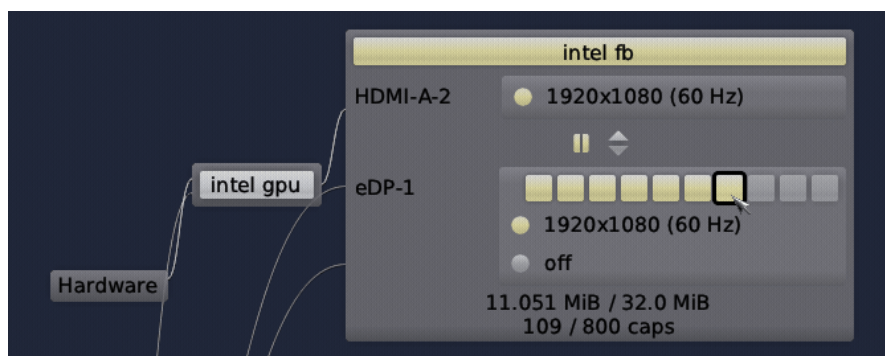 intel fb
HDMI-A-2
1920x1080 (60 Hz)
intel gpu
eDP-1
1920x1080 (60 Hz)
off
Hardware
11.051 MiB / 32.0 MiB
109 / 800 caps